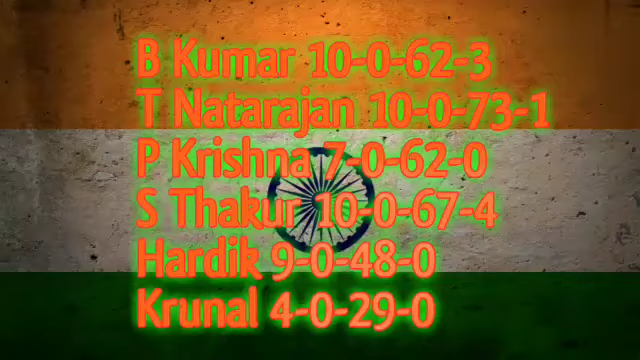 B Kumar 10-0-62-3
T Natarajan 10-0-73-1
P Krishna 7-0-62-0
S Thakur 10-0-67-4
Hardik 9-0-48-0
Krunal 4-0-29-0